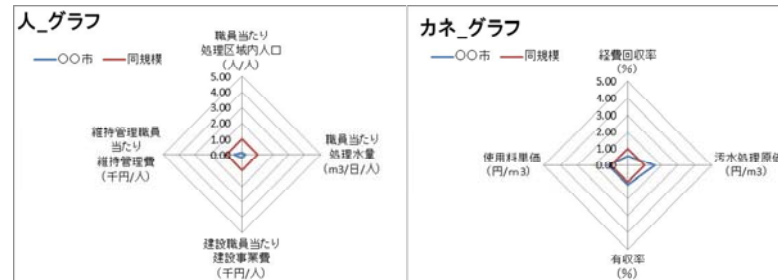 人_グラフ
○○市
同規模
職員当たり
処理区域内人口
(人/人)
5.00
4.00
3.00
2.00
1.00
0.00
職員当たり
処理水量
(m3/日/人)
建設職員当たり
建設事業費
(千円/人)
維持管理職員
当たり
維持管理費
(千円/人)
カネ_グラフ
○○市
同規模
経費回収率
(%)
5.00
4.00
3.00
2.00
1.00
0.00
汚水処理原価
(円/m3)
有収率
(%)
使用料単価
(円/m3)